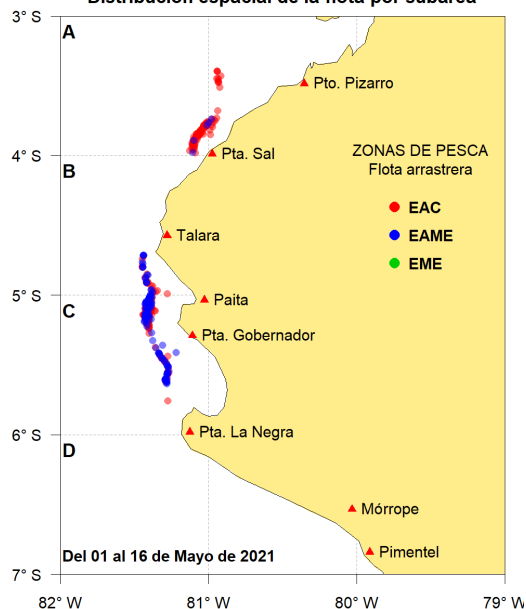 Distribución espacial de la flota por subárea
3° S
A
Pto. Pizarro
ZONAS DE PESCA
Flota arrastrera
4° S
Pta. Sal
B
EAC
Talara
EAME
EME
5° S
Paita
C
Pta. Gobernador
6° S
Pta. La Negra
D
Mórrope
Del 01 al 16 de Mayo de 2021
Pimentel
7° S
82° W
81° W
80° W
79° W